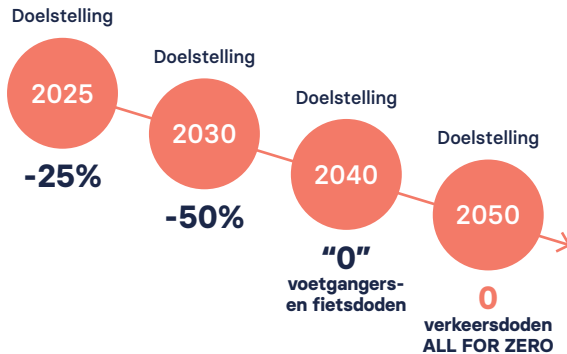 Doelstelling
2025
-25%
Doelstelling
2030
-50%
Doelstelling
2040
“0”
voetgangers-
en fietsdoden
Doelstelling
2050
0
verkeersdoden
ALL FOR ZERO